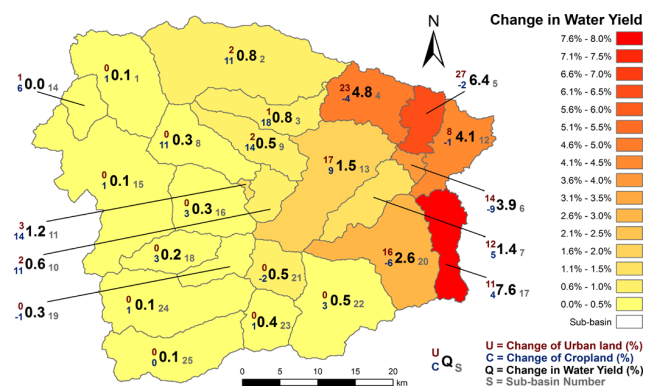 Change in Water Yield
7.6% - 8.0%
7.1% - 7.5%
6.6% - 7.0%
6.1% - 6.5%
5.6% - 6.0%
5.1% - 5.5%
4.6% - 5.0%
4.1% - 4.5%
3.6% - 4.0%
3.1% - 3.5%
2.6% - 3.0%
2.1% - 2.5%
1.6% - 2.0%
1.1% - 1.5%
0.6% - 1.0%
0.0% - 0.5%
Sub-basin
N
2 11 0.8 2
0 1 0.1 1
1 6 0.0 14
23 -4 4.8 4
27 -2 6.4 5
1 18 0.8 3
8 -1 4.1 12
0 11 0.3 8
2 14 0.5 9
17 9 1.5 13
0 1 0.1 15
14 -9 3.9 6
0 3 0.3 16
3 14 1.2 11
12 5 1.4 7
2 11 0.6 10
0 3 0.2 18
16 -6 2.6 20
0 -2 0.5 21
11 4 7.6 17
0 -1 0.3 19
0 1 0.1 24
0 3 0.5 22
0 1 0.4 23
0 0 0.1 25
U C Q S
0 5 10 20
km
U = Change of Urban land (%)
C = Change of Cropland (%)
Q = Change in Water Yield (%)
S = Sub-basin Number